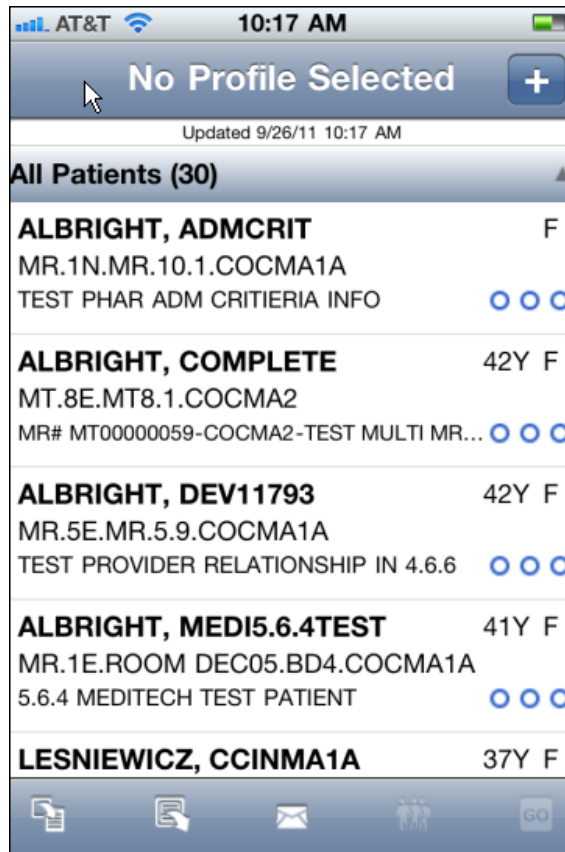 AT&T 10:17 AM
No Profile Selected +
Updated 9/26/11 10:17 AM
All Patients (30)
ALBRIGHT, ADMCRIT F
MR.1N.MR.10.1.COCMA1A
TEST PHAR ADM CRITIERIA INFO
ALBRIGHT, COMPLETE 42Y F
MT.8E.MT8.1.COCMA2
MR# MT00000059-COCMA2-TEST MULTI MR...
ALBRIGHT, DEV11793 42Y F
MR.5E.MR.5.9.COCMA1A
TEST PROVIDER RELATIONSHIP IN 4.6.6
ALBRIGHT, MEDI5.6.4TEST 41Y F
MR.1E.ROOM DEC05.BD4.COCMA1A
5.6.4 MEDITECH TEST PATIENT
LESNIEWICZ, CCINMA1A 37Y F
GO